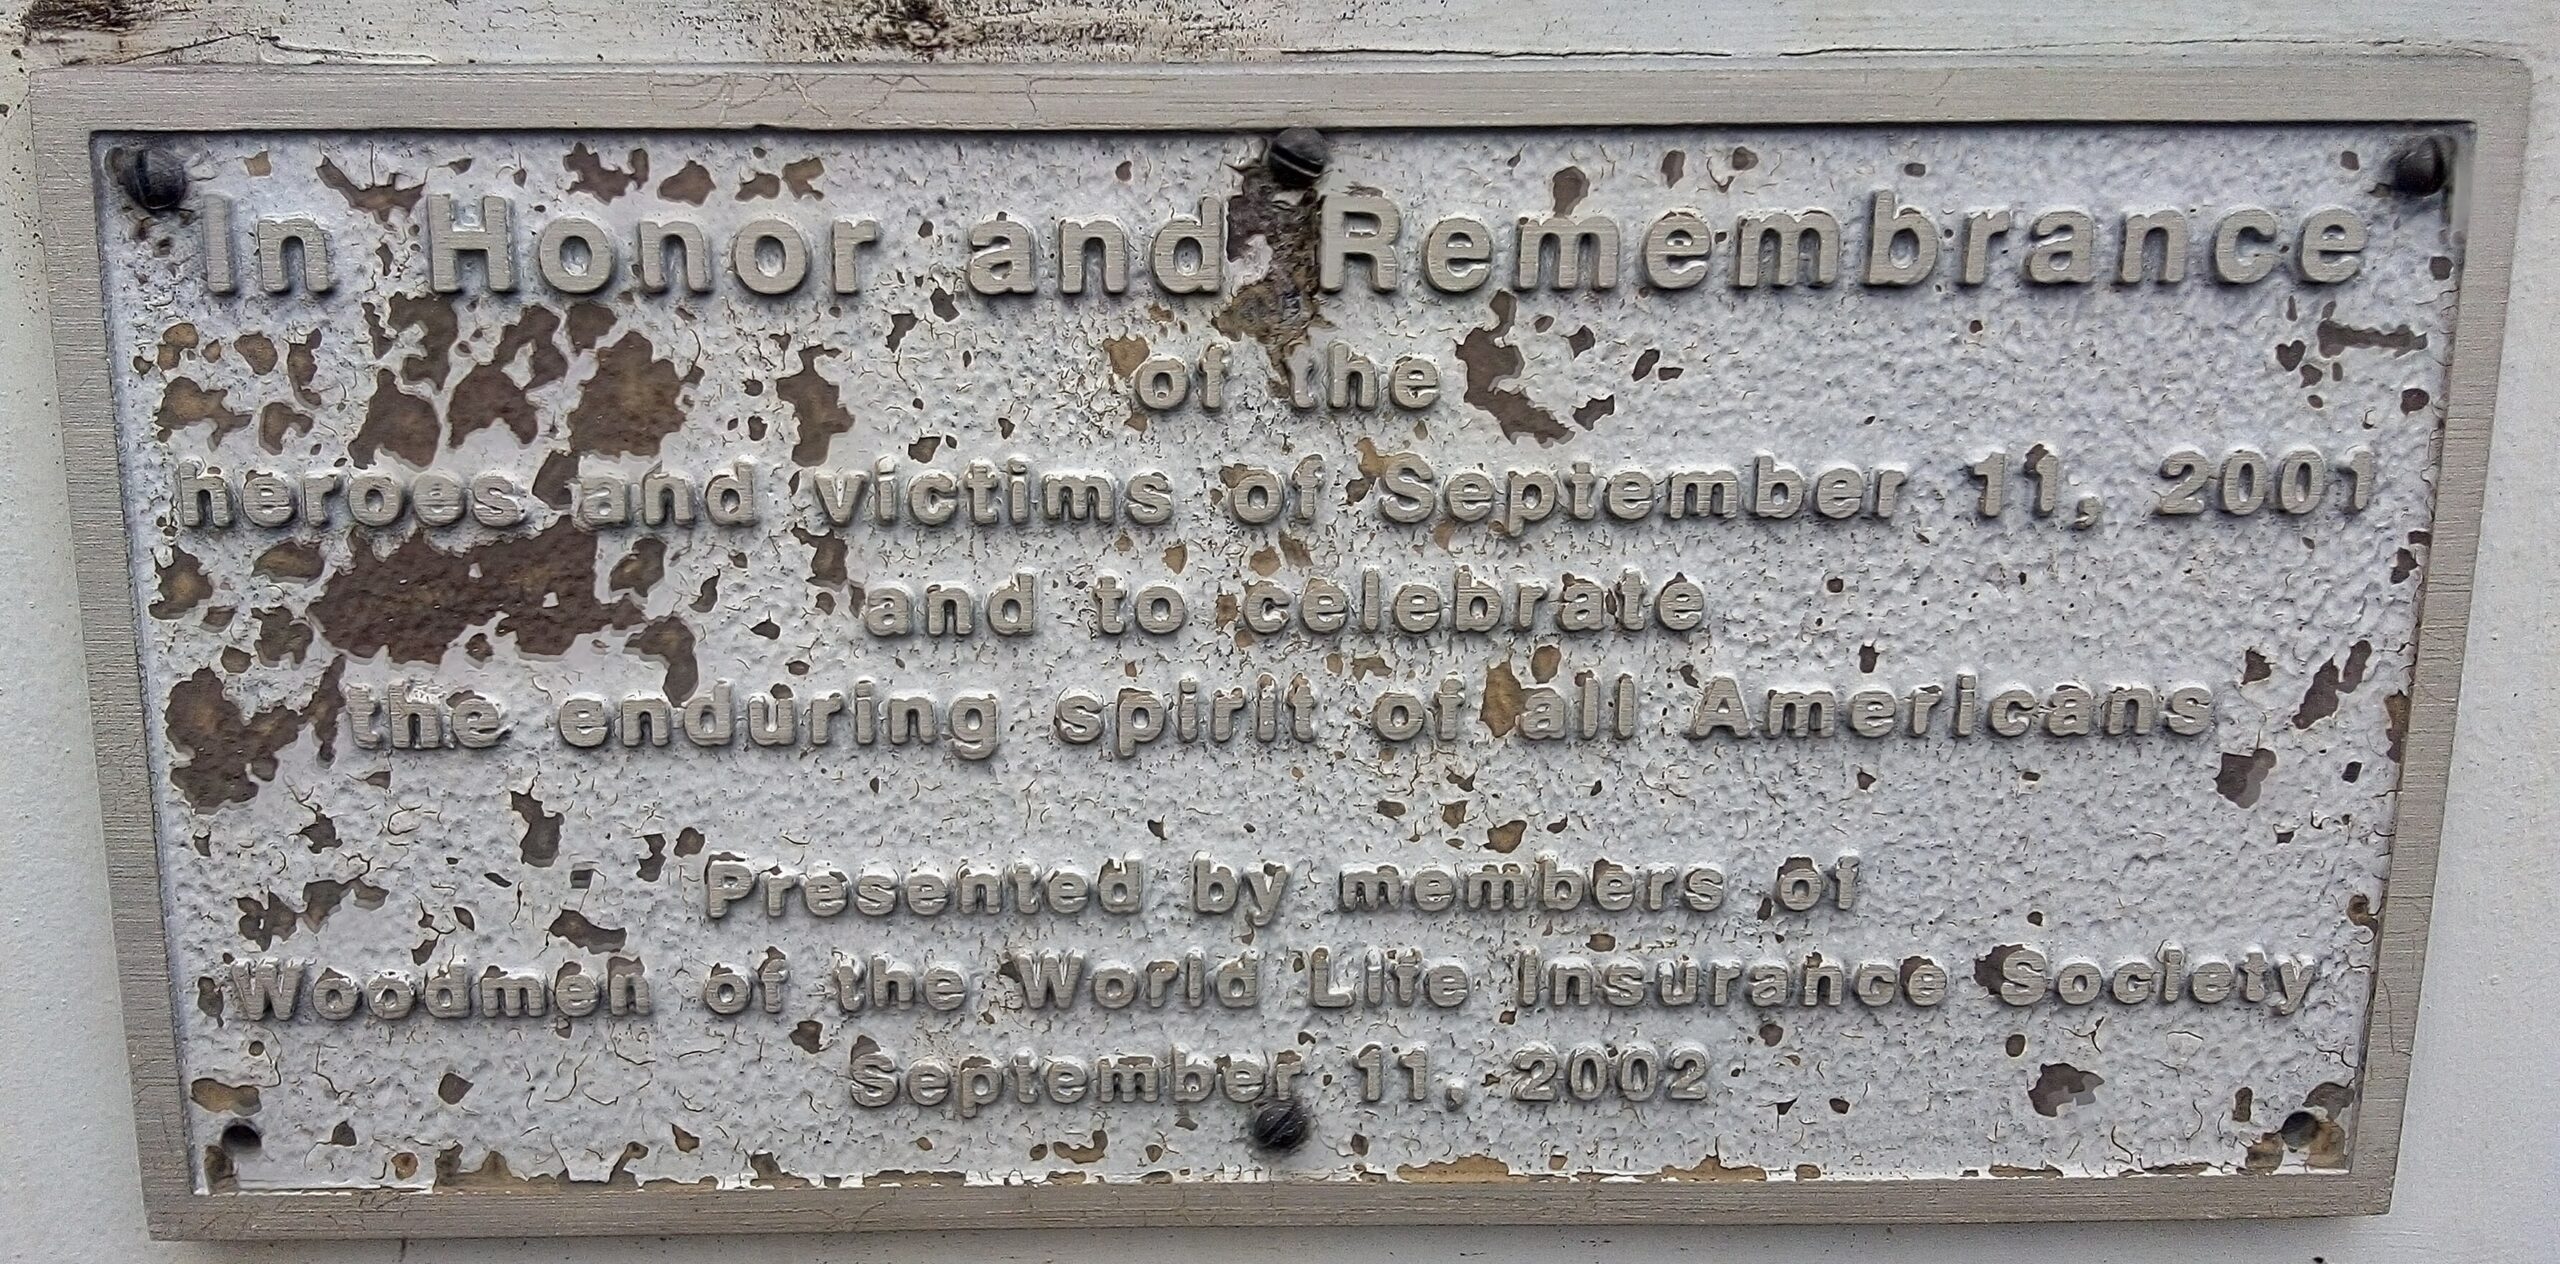 In Honor and Remembrance
of the
heroes and victims of September 11, 2001
and to celebrate
the enduring spirit of all Americans
Presented by members of
Woodmen of the World Life Insurance Society
September 11, 2002